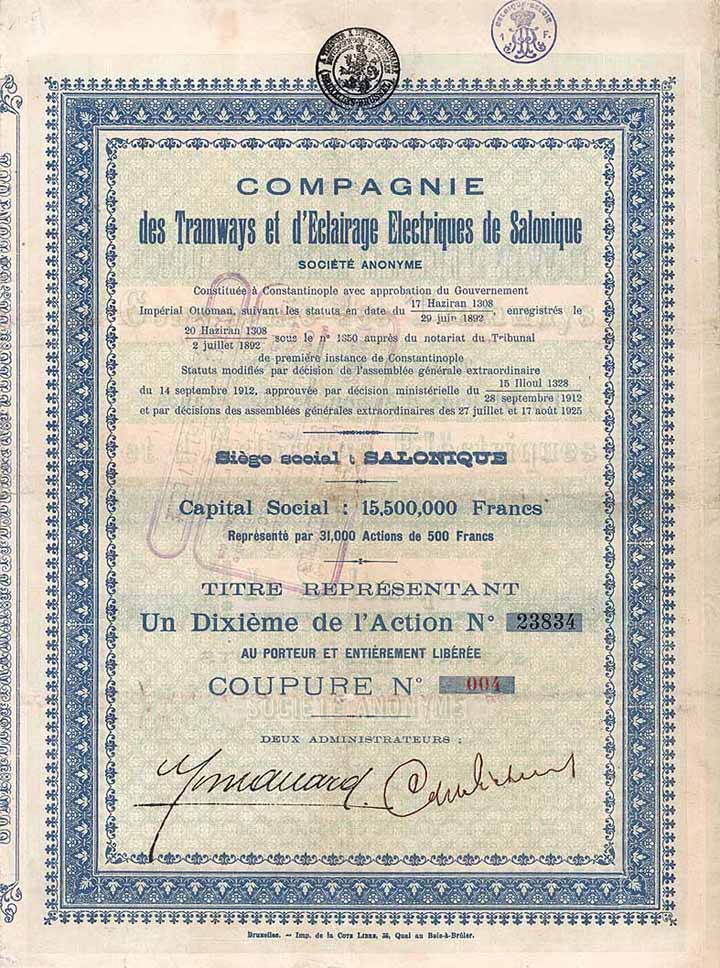 BELGIQUE-BELGIË
1 F.
COMPAGNIE
des Tramways et d'Eclairage Electriques de Salonique
SOCIÉTÉ ANONYME
Constituée à Constantinople avec approbation du Gouvernement
Impérial Ottoman, suivant les statuts en date du 17 Haziran 1308 / 29 juin 1892, enregistrés le
20 Haziran 1308 / 2 juillet 1892 sous le n° 1350 auprès du notariat du Tribunal
de première instance de Constantinople
Statuts modifiés par décision de l'assemblée générale extraordinaire
du 14 septembre 1912, approuvée par décision ministérielle du 15 Illoul 1328 / 28 septembre 1912
et par décisions des assemblées générales extraordinaires des 27 juillet et 17 août 1925
Siège social : SALONIQUE
Capital Social : 15,500,000 Francs
Représenté par 31,000 Actions de 500 Francs
TITRE REPRÉSENTANT
Un Dixième de l'Action N° 23834
AU PORTEUR ET ENTIÈREMENT LIBÉRÉE
COUPURE N° 004
SOCIÉTÉ ANONYME
DEUX ADMINISTRATEURS :
Bruxelles. — Imp. de la COTE LIBRE, 36, Quai au Bois-à-Brûler.